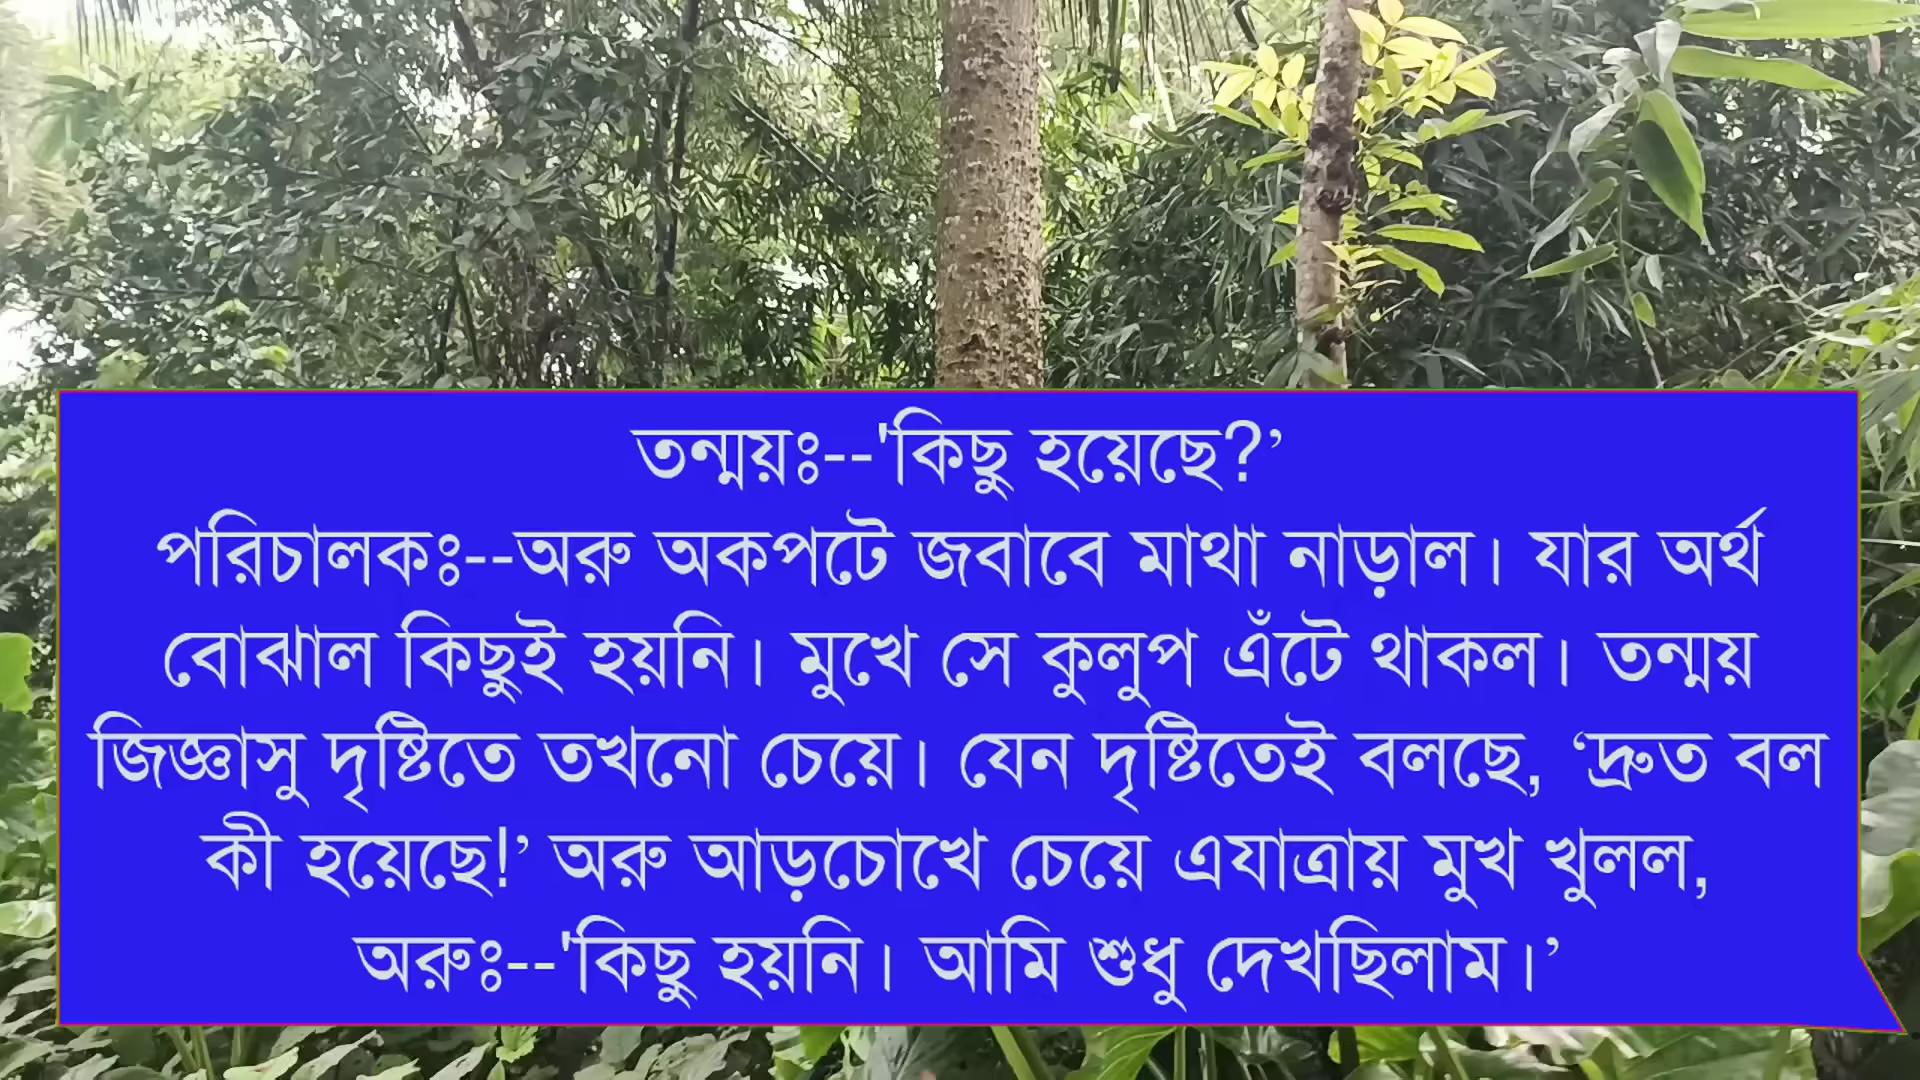 তন্ময়ঃ--'কিছু হয়েছে?’
পরিচালকঃ--অরু অকপটে জবাবে মাথা নাড়াল। যার অর্থ
বোঝাল কিছুই হয়নি। মুখে সে কুলুপ এঁটে থাকল। তন্ময়
জিজ্ঞাসু দৃষ্টিতে তখনো চেয়ে। যেন দৃষ্টিতেই বলছে, ‘দ্রুত বল
কী হয়েছে!’ অরু আড়চোখে চেয়ে এযাত্রায় মুখ খুলল,
অরুঃ--'কিছু হয়নি। আমি শুধু দেখছিলাম।’